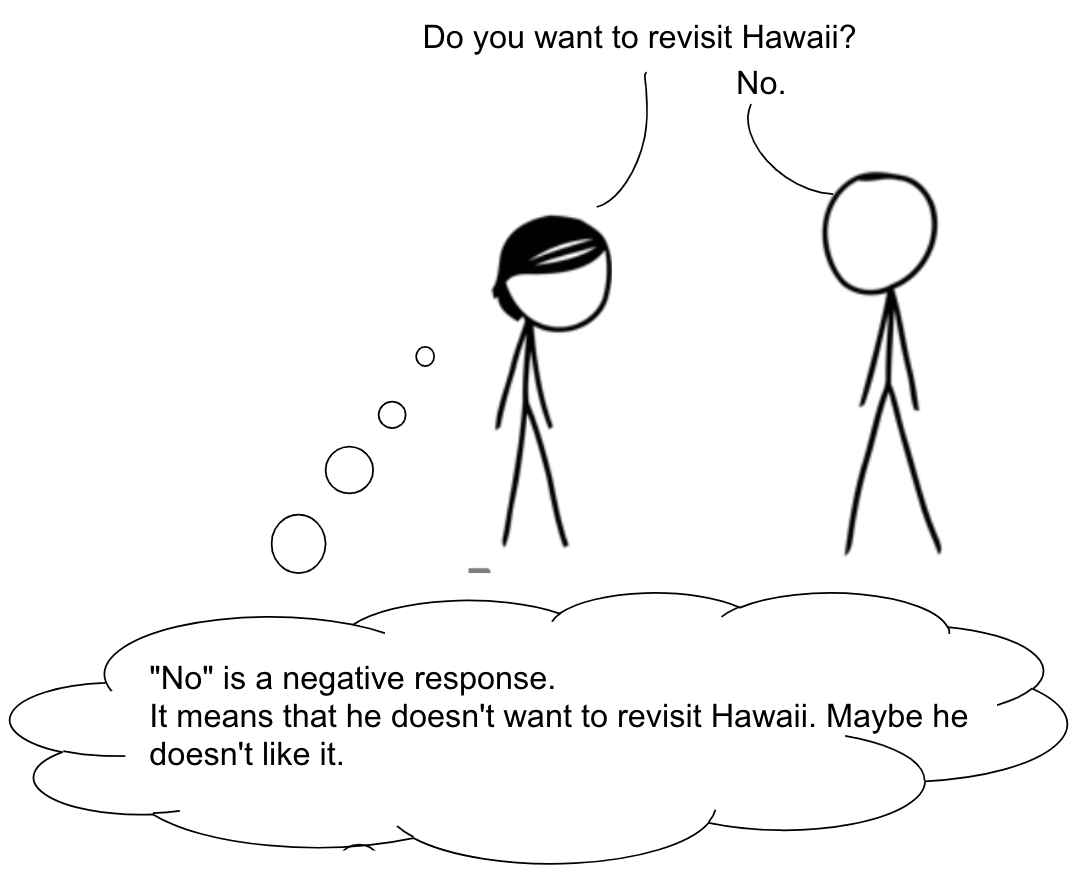 Do you want to revisit Hawaii?
No.
"No" is a negative response.
It means that he doesn't want to revisit Hawaii. Maybe he
doesn't like it.